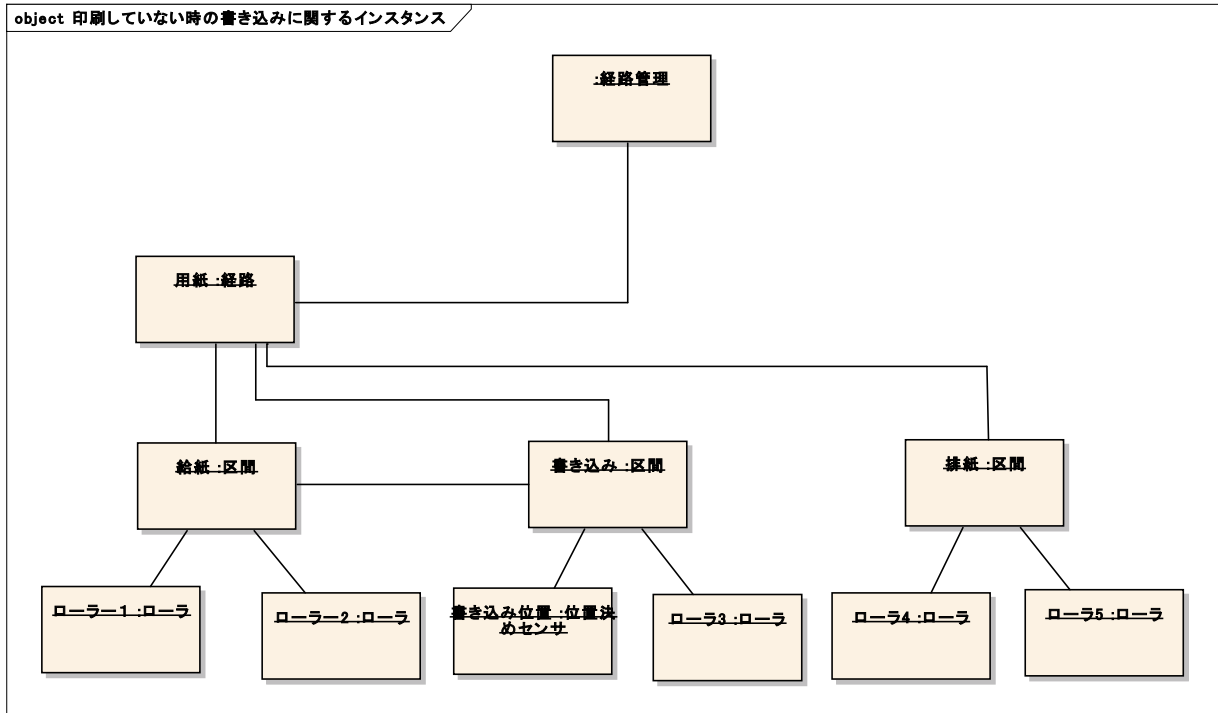 object 印刷していない時の書き込みに関するインスタンス
:経路管理
用紙 :経路
給紙 :区間
書き込み :区間
排紙 :区間
ローラー1 :ローラ
ローラー2 :ローラ
書き込み位置 :位置決
めセンサ
ローラ3 :ローラ
ローラ4 :ローラ
ローラ5 :ローラ